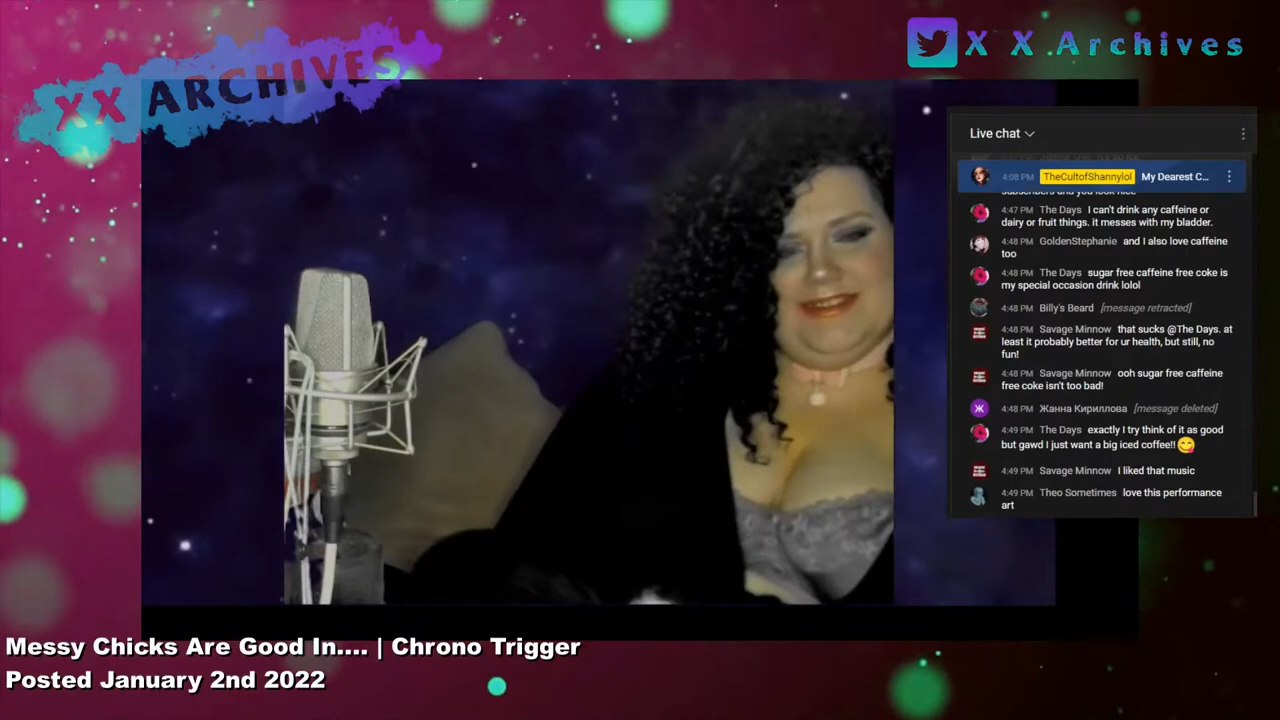 XX ARCHIVES
X X Archives
Live chat
4:08 PM TheCultofShannylol My Dearest C...
4:47 PM The Days I can't drink any caffeine or
dairy or fruit things. it messes with my bladder.
4:48 PM GoldenStephanie and I also love caffeine
too
4:48 PM The Days sugar free caffeine free coke is
my special occasion drink lolol
4:48 PM Billy's Beard [message retracted]
4:48 PM Savage Minnow that sucks @The Days. at
least it probably better for ur health, but still, no
fun!
4:48 PM Savage Minnow ooh sugar free caffeine
free coke isn't too bad!
Ж 4:48 PM Жанна Кириллова [message deleted]
4:49 PM The Days exactly I try think of it as good
but gawd I just want a big iced coffee!! 😋
4:49 PM Savage Minnow I liked that music
4:49 PM Theo Sometimes love this performance
art
Messy Chicks Are Good In.... | Chrono Trigger
Posted January 2nd 2022